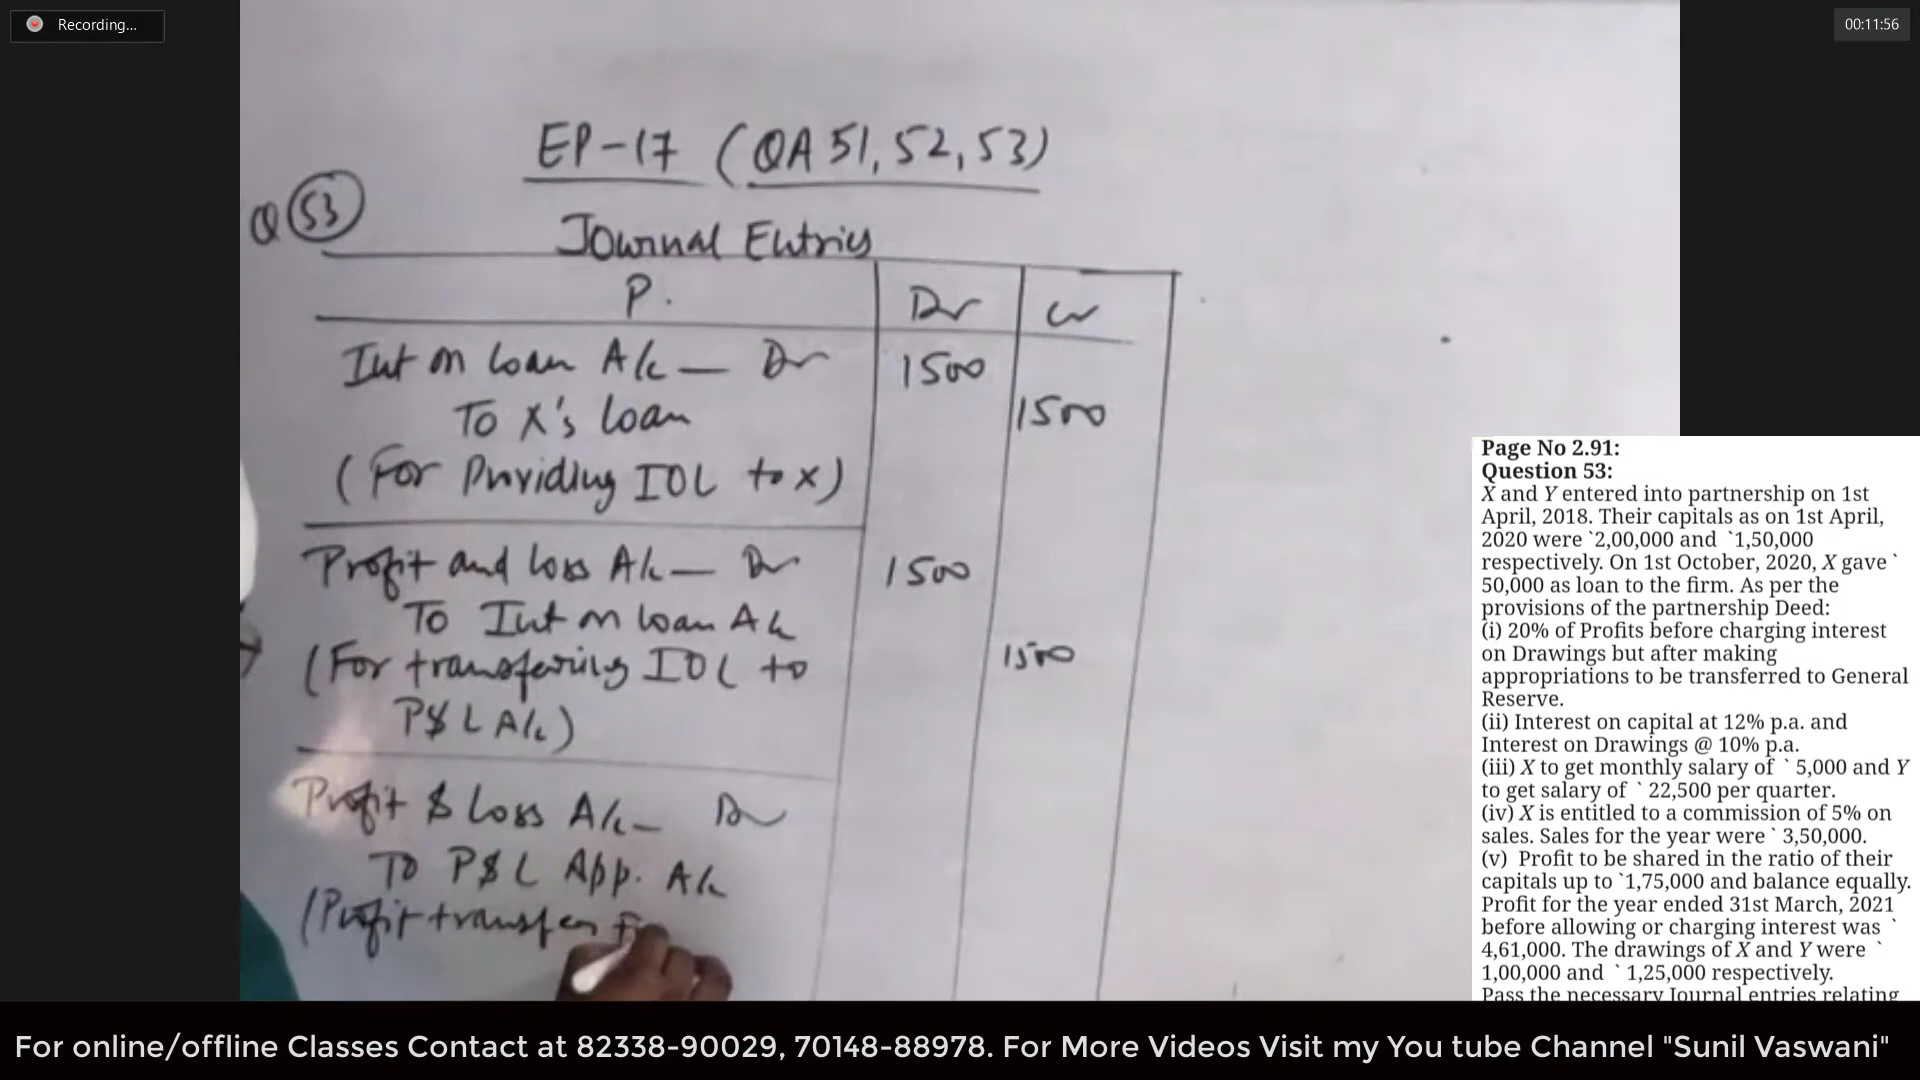 Recording...
00:11:56
EP-17 (QA 51, 52, 53)
Q 53
Journal Entries
P. Dr Cr
Int on loan A/c — Dr 1500
To X's loan 1500
(For Providing IOL to X)
Profit and loss A/c — Dr 1500
To Int on loan A/c
(For transfering IOL to 1500
P$L A/c)
Profit $ Loss A/c — Dr
To P$L App. A/c
(Profit transfer
Page No 2.91:
Question 53:
X and Y entered into partnership on 1st
April, 2018. Their capitals as on 1st April,
2020 were `2,00,000 and `1,50,000
respectively. On 1st October, 2020, X gave `
50,000 as loan to the firm. As per the
provisions of the partnership Deed:
(i) 20% of Profits before charging interest
on Drawings but after making
appropriations to be transferred to General
Reserve.
(ii) Interest on capital at 12% p.a. and
Interest on Drawings @ 10% p.a.
(iii) X to get monthly salary of ` 5,000 and Y
to get salary of ` 22,500 per quarter.
(iv) X is entitled to a commission of 5% on
sales. Sales for the year were ` 3,50,000.
(v) Profit to be shared in the ratio of their
capitals up to `1,75,000 and balance equally.
Profit for the year ended 31st March, 2021
before allowing or charging interest was `
4,61,000. The drawings of X and Y were `
1,00,000 and ` 1,25,000 respectively.
Pass the necessary Journal entries relating
For online/offline Classes Contact at 82338-90029, 70148-88978. For More Videos Visit my You tube Channel "Sunil Vaswani"